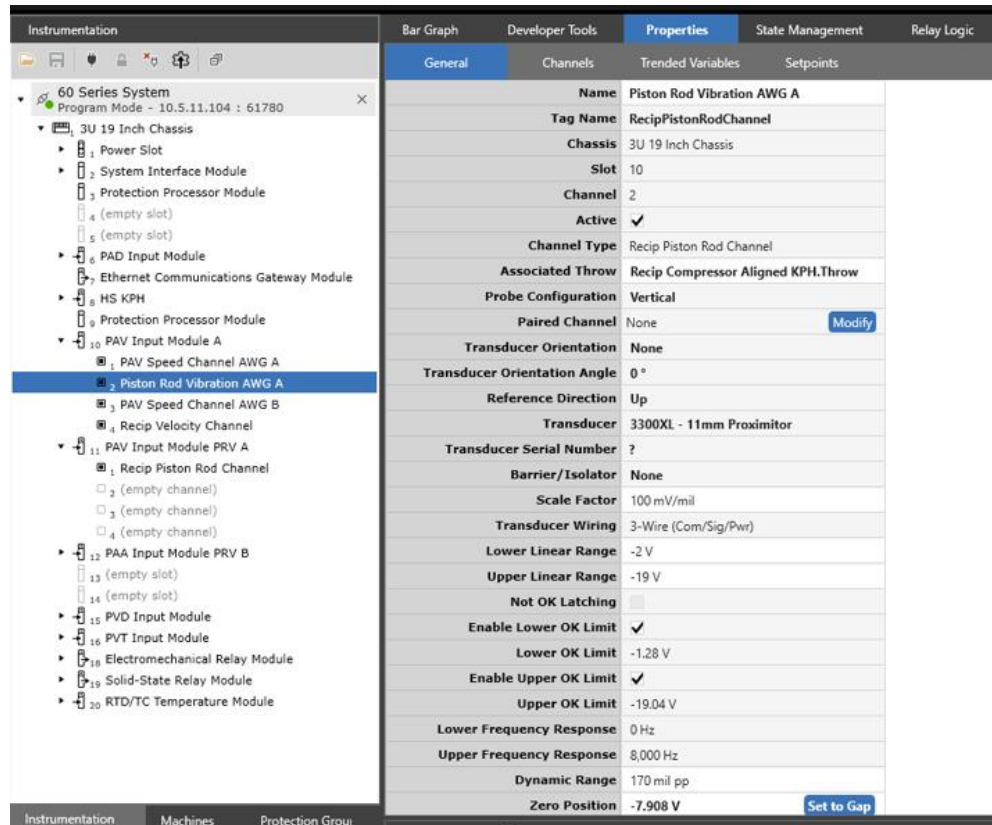 Instrumentation
60 Series System
Program Mode - 10.5.11.104 : 61780
1 3U 19 Inch Chassis
1 Power Slot
2 System Interface Module
3 Protection Processor Module
4 (empty slot)
5 (empty slot)
6 PAD Input Module
7 Ethernet Communications Gateway Module
8 HS KPH
9 Protection Processor Module
10 PAV Input Module A
1 PAV Speed Channel AWG A
2 Piston Rod Vibration AWG A
3 PAV Speed Channel AWG B
4 Recip Velocity Channel
11 PAV Input Module PRV A
1 Recip Piston Rod Channel
2 (empty channel)
3 (empty channel)
4 (empty channel)
12 PAA Input Module PRV B
13 (empty slot)
14 (empty slot)
15 PVD Input Module
16 PVT Input Module
18 Electromechanical Relay Module
19 Solid-State Relay Module
20 RTD/TC Temperature Module
Instrumentation Machines Protection Group
Bar Graph Developer Tools Properties State Management Relay Logic
General Channels Trended Variables Setpoints
Name Piston Rod Vibration AWG A
Tag Name RecipPistonRodChannel
Chassis 3U 19 Inch Chassis
Slot 10
Channel 2
Active
Channel Type Recip Piston Rod Channel
Associated Throw Recip Compressor Aligned KPH.Throw
Probe Configuration Vertical
Paired Channel None Modify
Transducer Orientation None
Transducer Orientation Angle 0 °
Reference Direction Up
Transducer 3300XL - 11mm Proximitor
Transducer Serial Number ?
Barrier/Isolator None
Scale Factor 100 mV/mil
Transducer Wiring 3-Wire (Com/Sig/Pwr)
Lower Linear Range -2 V
Upper Linear Range -19 V
Not OK Latching
Enable Lower OK Limit
Lower OK Limit -1.28 V
Enable Upper OK Limit
Upper OK Limit -19.04 V
Lower Frequency Response 0 Hz
Upper Frequency Response 8,000 Hz
Dynamic Range 170 mil pp
Zero Position -7.908 V Set to Gap